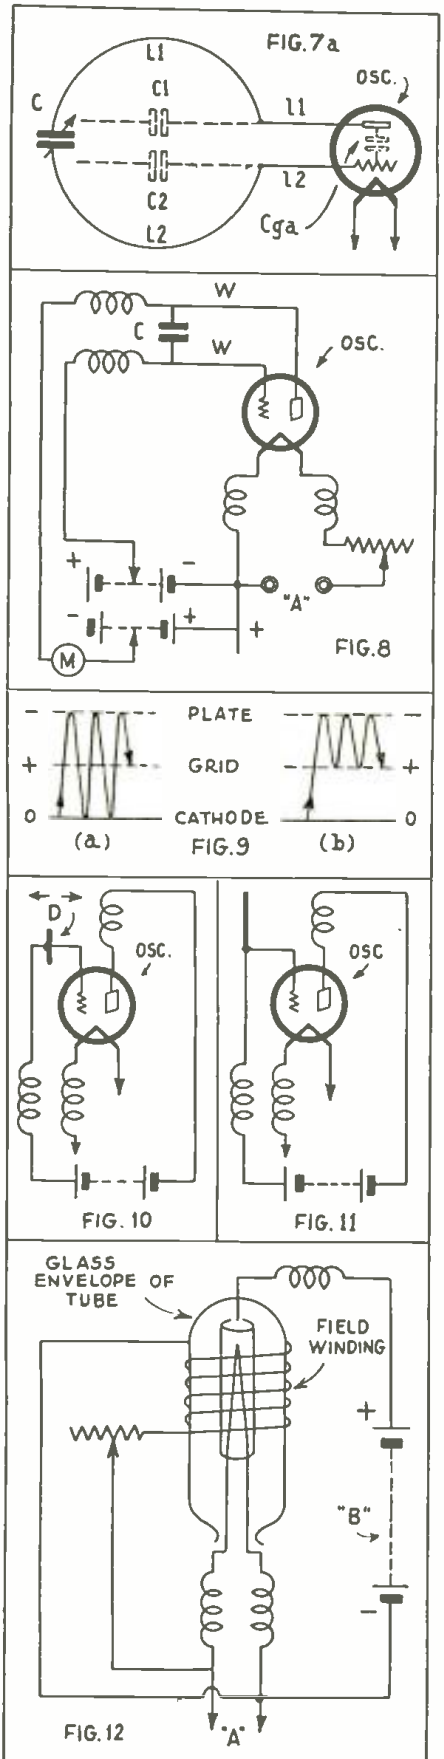 FIG.7a
L1
OSC.
C1
C
l1
l2
C2
L2
Cga
W
C
W
OSC.
+
-
-
+
+
"A"
M
FIG.8
- PLATE -
+ GRID +
0 CATHODE 0
(a)
FIG.9
(b)
D
OSC.
FIG.10
OSC
FIG.11
GLASS
ENVELOPE OF
TUBE
FIELD
WINDING
+
"B"
-
FIG.12
"A"